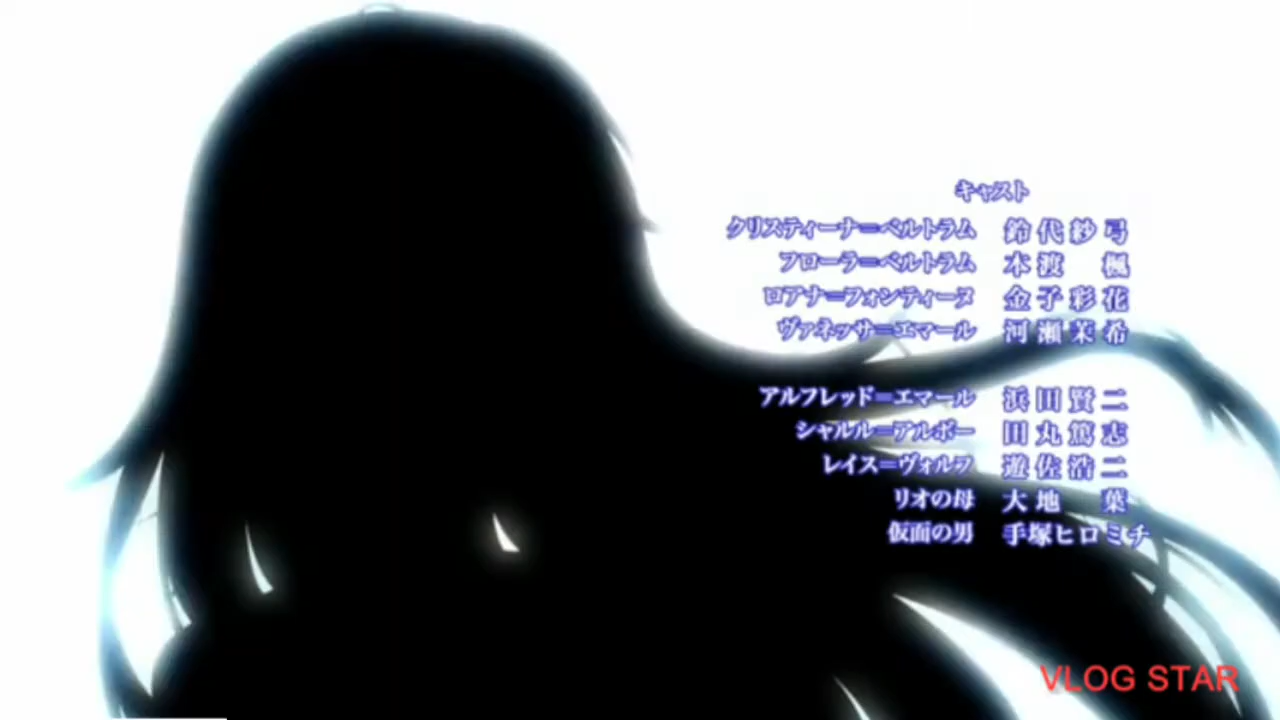 キャスト
クリスティーナ=ベルトラム 鈴代紗弓
フローラ=ベルトラム 本渡 楓
ロアナ=フォンティーヌ 金子彩花
ヴァネッサ=エマール 河瀬茉希
アルフレッド=エマール 浜田賢二
シャルル=アルボー 田丸篤志
レイス=ヴォルフ 遊佐浩二
リオの母 大地 葉
仮面の男 手塚ヒロミチ
VLOG STAR